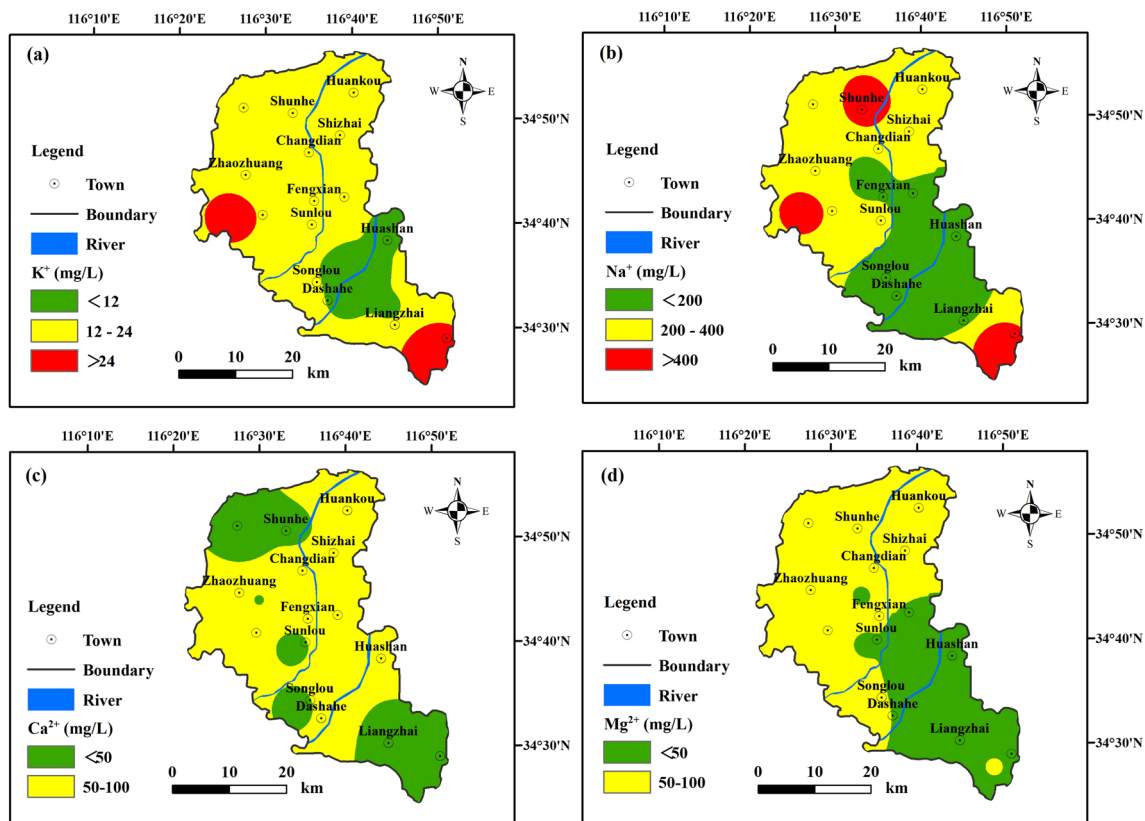 116°10′E 116°20′E 116°30′E 116°40′E 116°50′E
116°10′E 116°20′E 116°30′E 116°40′E 116°50′E
(a)
Huankou
Shunhe
Shizhai
Changdian
Zhaozhuang
Fengxian
Sunlou
Huashan
Songlou
Dashahe
Liangzhai
N
W E
S
34°50′N
34°40′N
34°30′N
Legend
Town
Boundary
River
K⁺ (mg/L)
<12
12 - 24
>24
0 10 20
km
(b)
Huankou
Shunhe
Shizhai
Changdian
Zhaozhuang
Fengxian
Sunlou
Huashan
Songlou
Dashahe
Liangzhai
N
W E
S
34°50′N
34°40′N
34°30′N
Legend
Town
Boundary
River
Na⁺ (mg/L)
<200
200 - 400
>400
0 10 20
km
116°10′E 116°20′E 116°30′E 116°40′E 116°50′E
116°10′E 116°20′E 116°30′E 116°40′E 116°50′E
(c)
Huankou
Shunhe
Shizhai
Changdian
Zhaozhuang
Fengxian
Sunlou
Huashan
Songlou
Dashahe
Liangzhai
N
W E
S
34°50′N
34°40′N
34°30′N
Legend
Town
Boundary
River
Ca²⁺ (mg/L)
<50
50-100
0 10 20
km
(d)
Huankou
Shunhe
Shizhai
Changdian
Zhaozhuang
Fengxian
Sunlou
Huashan
Songlou
Dashahe
Liangzhai
N
W E
S
34°50′N
34°40′N
34°30′N
Legend
Town
Boundary
River
Mg²⁺ (mg/L)
<50
50-100
0 10 20
km